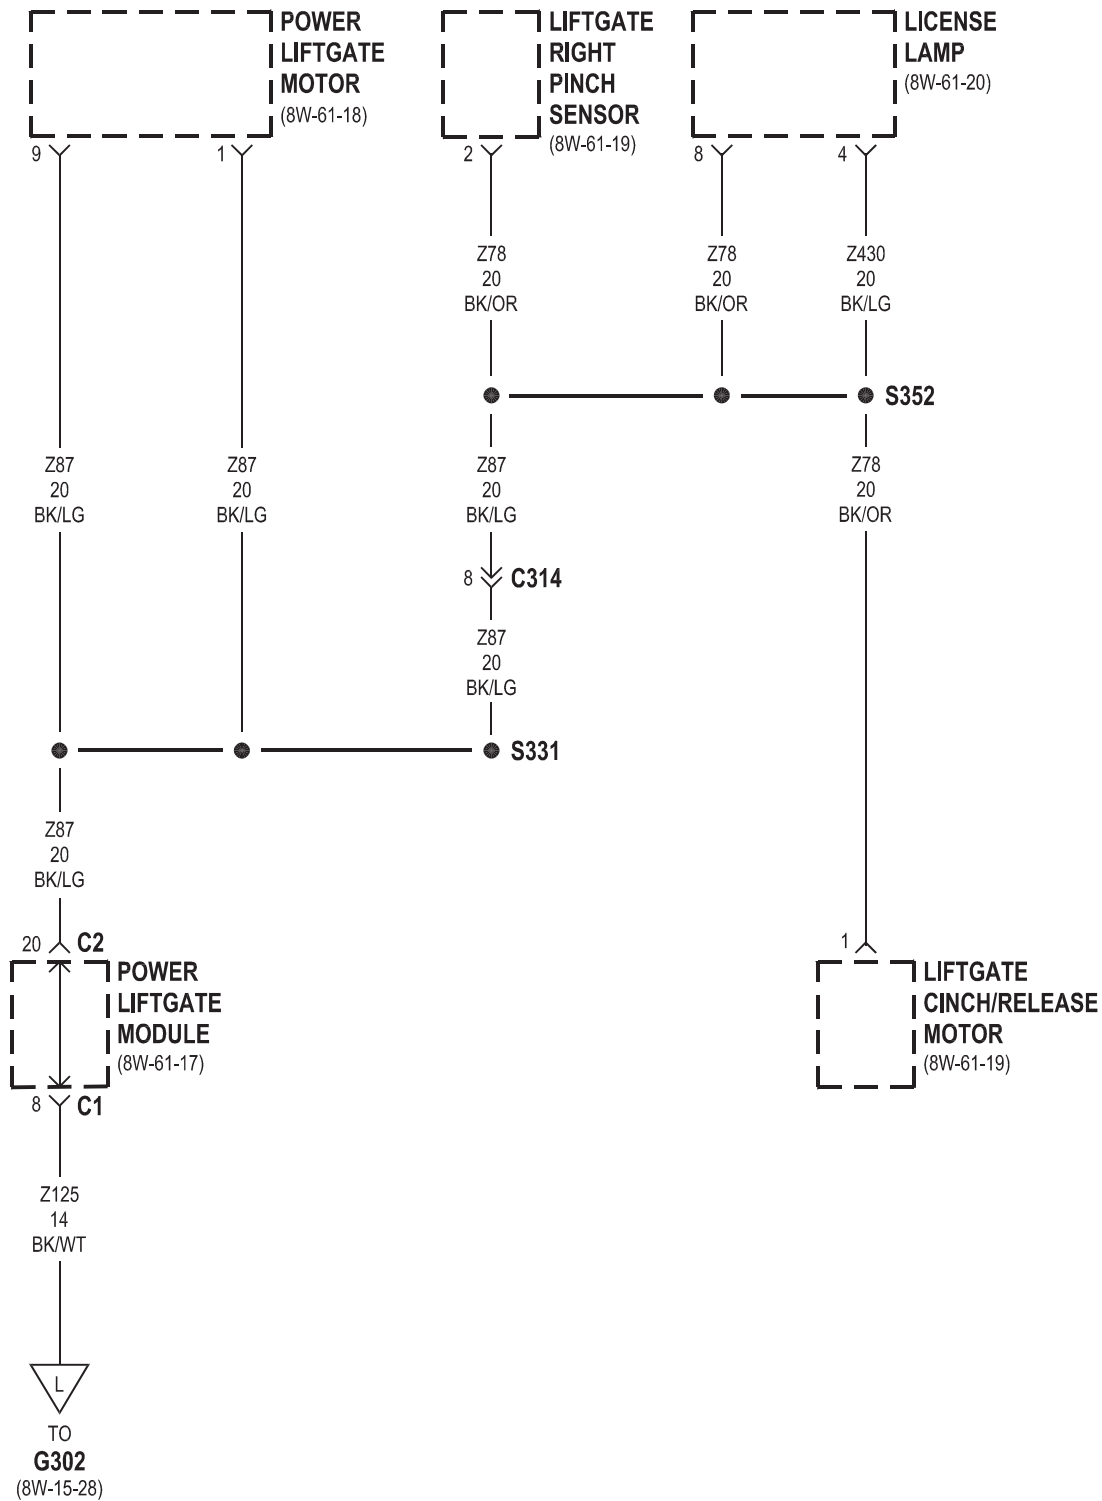 POWER
LIFTGATE
MOTOR
(8W-61-18)
LIFTGATE
RIGHT
PINCH
SENSOR
(8W-61-19)
LICENSE
LAMP
(8W-61-20)
9
1
2
8
4
Z78
20
BK/OR
Z78
20
BK/OR
Z430
20
BK/LG
S352
Z87
20
BK/LG
Z87
20
BK/LG
Z87
20
BK/LG
Z78
20
BK/OR
8
C314
Z87
20
BK/LG
S331
Z87
20
BK/LG
20
C2
POWER
LIFTGATE
MODULE
(8W-61-17)
1
LIFTGATE
CINCH/RELEASE
MOTOR
(8W-61-19)
8
C1
Z125
14
BK/WT
L
TO
G302
(8W-15-28)